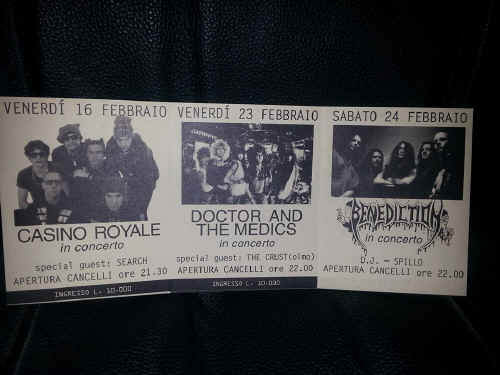 VENERDÍ 16 FEBBRAIO
CASINO ROYALE
in concerto
special guest: SEARCH
APERTURA CANCELLI ore 21.30
INGRESSO L. 10.000
VENERDÍ 23 FEBBRAIO
DOCTOR AND
THE MEDICS
in concerto
special guest: THE CRUST(olmo)
APERTURA CANCELLI ore 22.00
INGRESSO L. 10.000
SABATO 24 FEBBRAIO
BENEDICTION
in concerto
D.J. - SPILLO
APERTURA CANCELLI ore 22.00